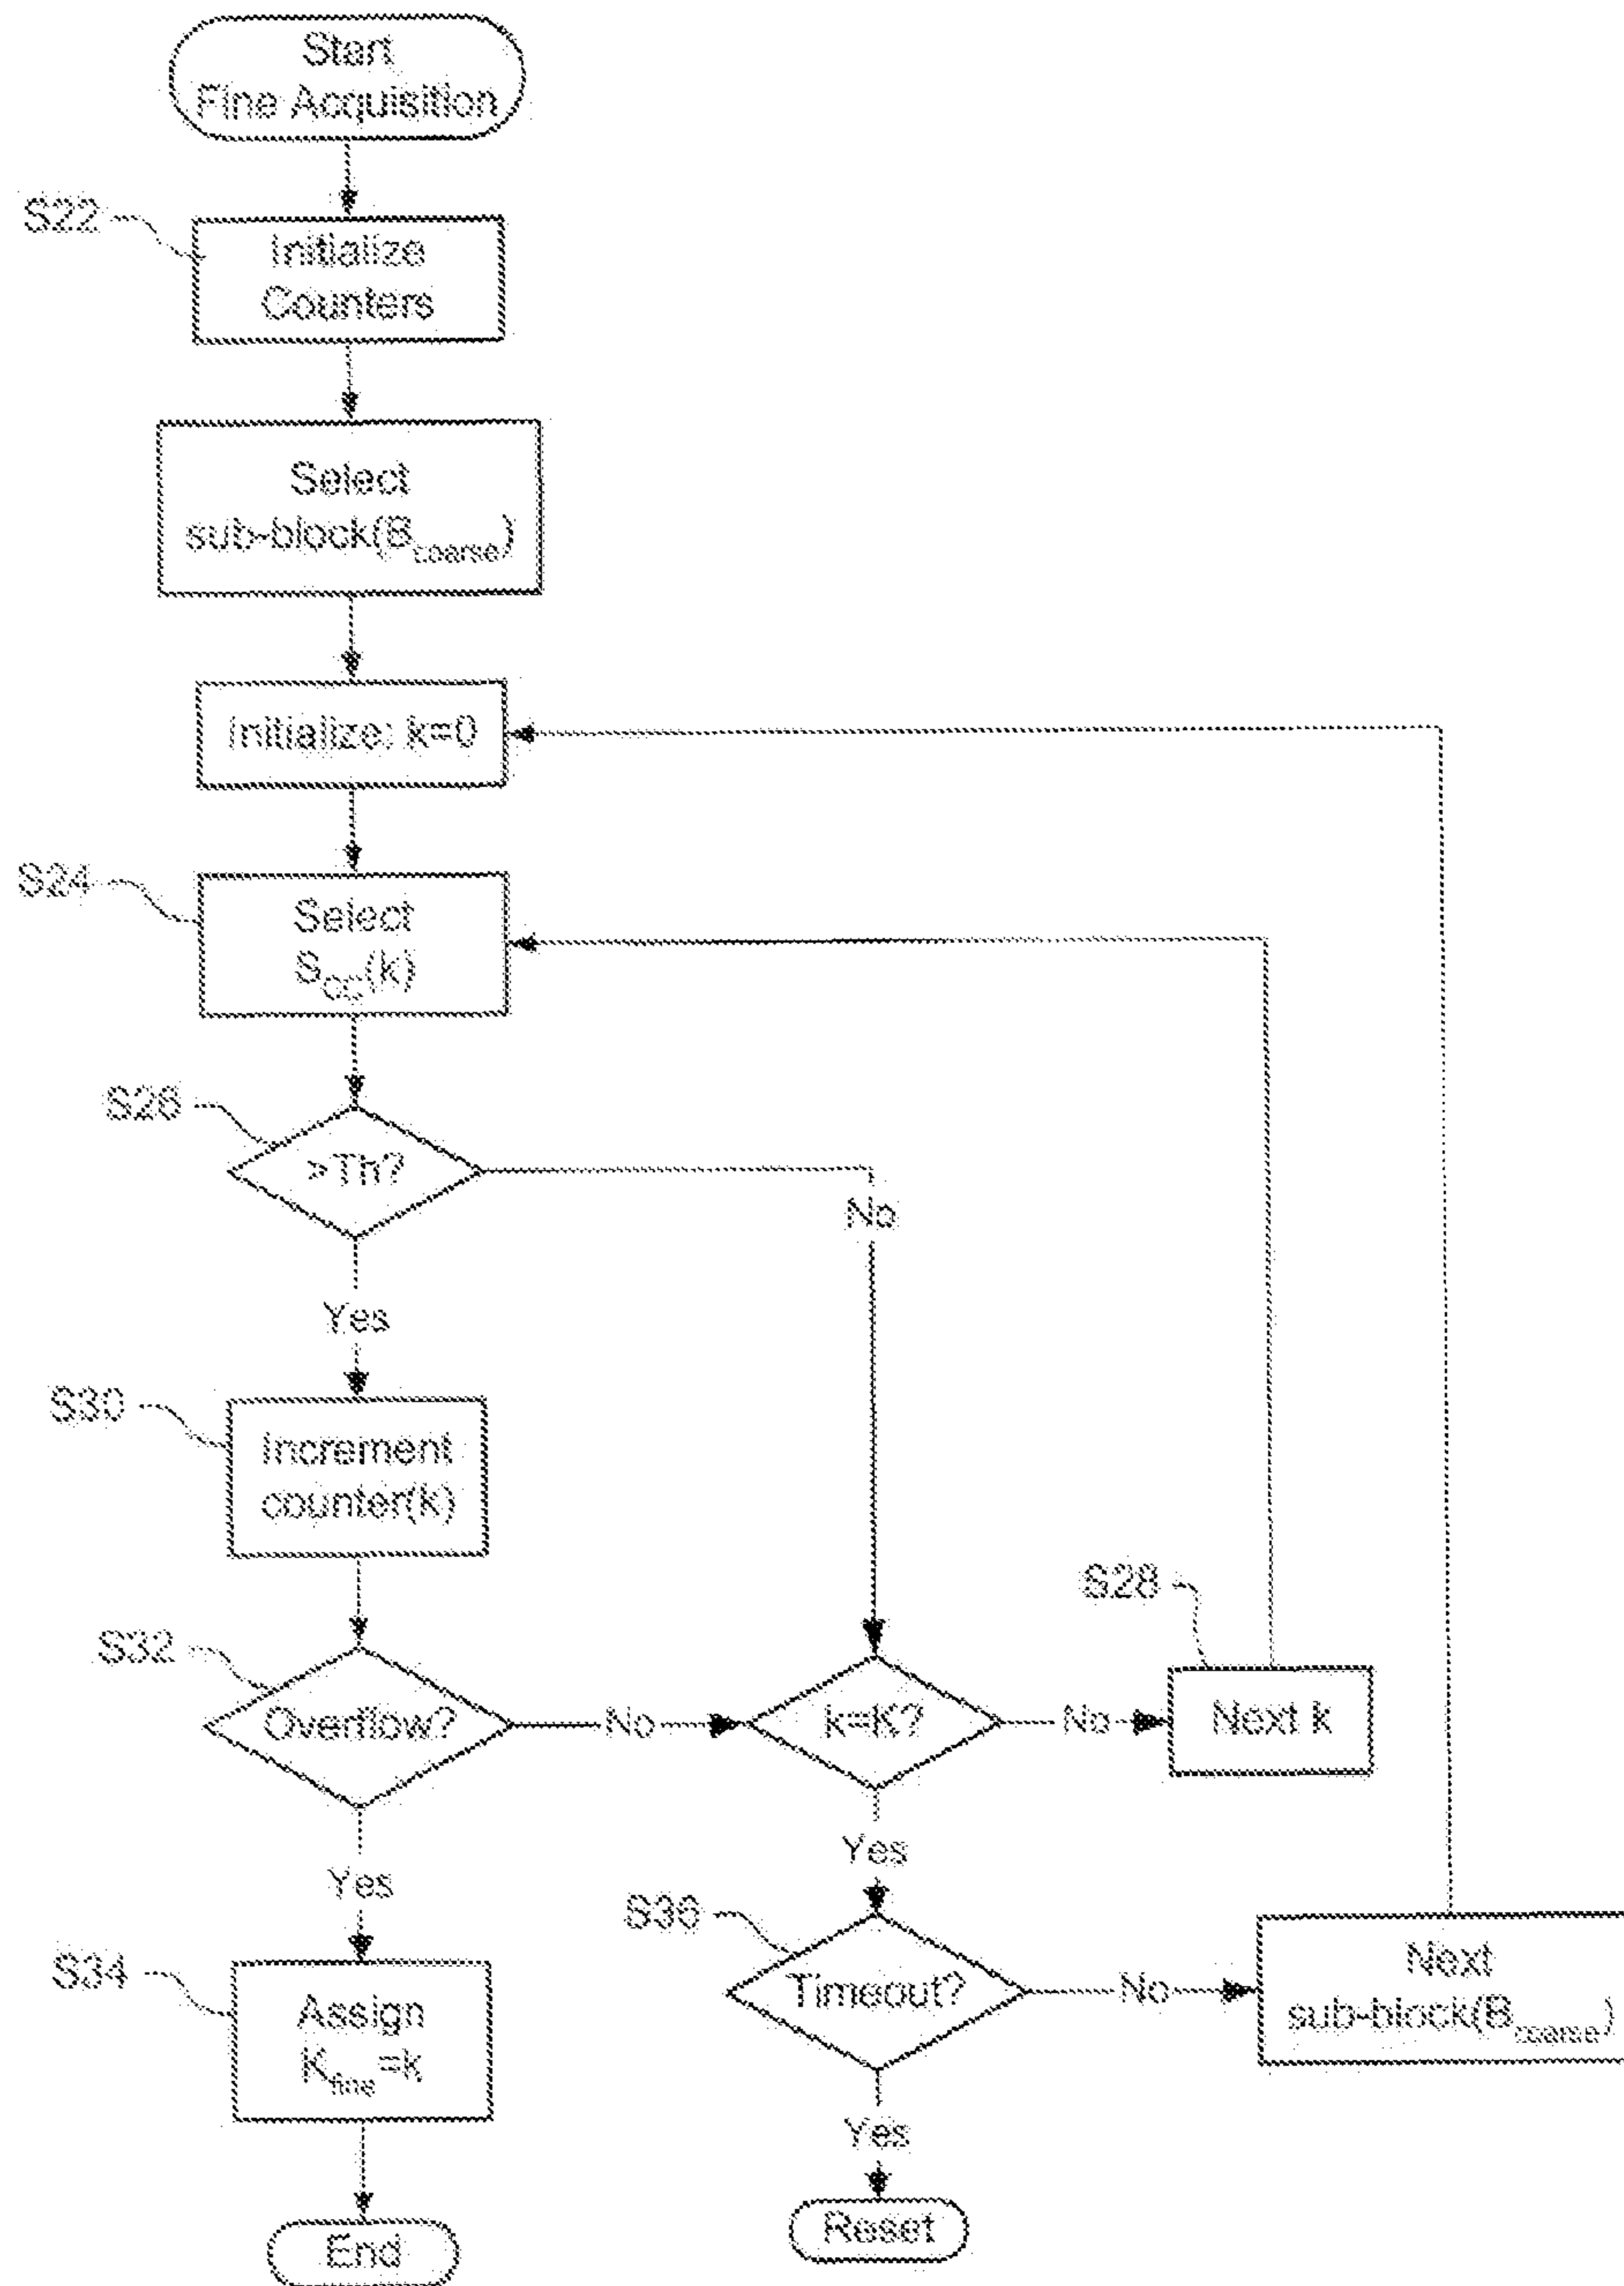 Start
Fine Acquisition
S22
Initialize
Counters
Select
sub-block(B_coarse)
Initialize: k=0
S24
Select
S_CC(k)
S26
>Th?
No
Yes
S30
Increment
counter(k)
S28
S32
Overflow?
No
k=K?
No
Next k
Yes
Yes
S36
S34
Timeout?
No
Next
sub-block(B_coarse)
Assign
K_fine=k
Yes
Reset
End